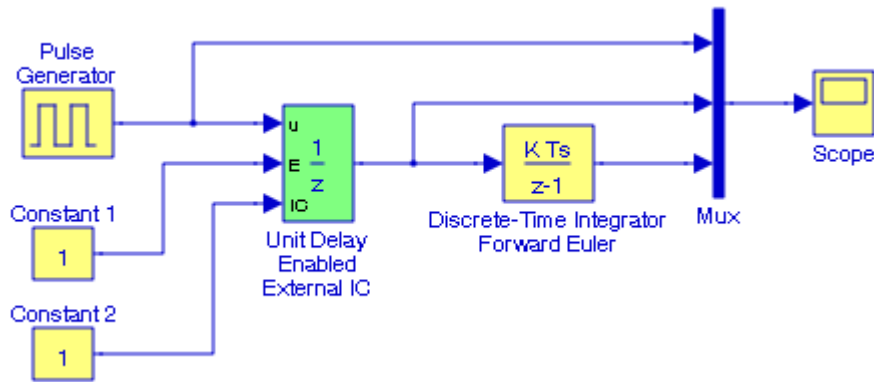 Pulse
Generator
u
E
IC
1
z
K Ts
z-1
Scope
Mux
Constant 1
1
Unit Delay
Enabled
External IC
Discrete-Time Integrator
Forward Euler
Constant 2
1